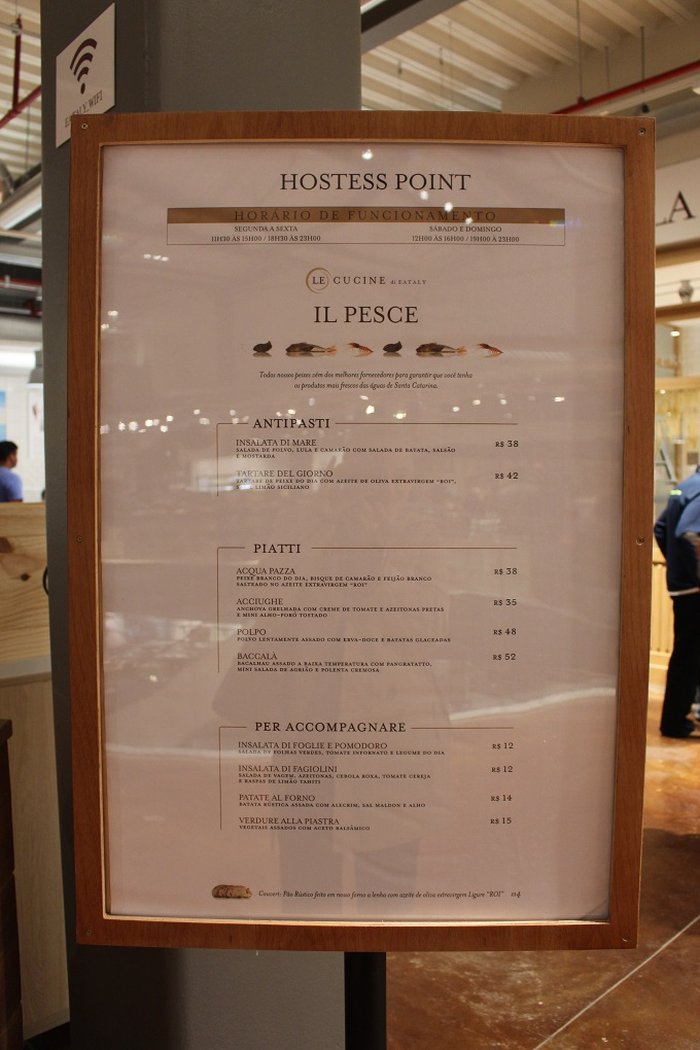 EATALY WIFI
HOSTESS POINT
HORÁRIO DE FUNCIONAMENTO
SEGUNDA A SEXTA
11H30 ÀS 15H00 / 18H30 ÀS 23H00
SÁBADO E DOMINGO
12H00 ÀS 16H00 / 19H00 ÀS 23H00
LE CUCINE di EATALY
IL PESCE
Todos nossos peixes vêm dos melhores fornecedores para garantir que você tenha
os produtos mais frescos das águas de Santa Catarina.
ANTIPASTI
INSALATA DI MARE R$ 38
SALADA DE POLVO, LULA E CAMARÃO COM SALADA DE BATATA, SALSÃO
E MOSTARDA
TARTARE DEL GIORNO R$ 42
TARTARE DE PEIXE DO DIA COM AZEITE DE OLIVA EXTRAVIRGEM "ROI",
LIMÃO SICILIANO
PIATTI
ACQUA PAZZA R$ 38
PEIXE BRANCO DO DIA, BISQUE DE CAMARÃO E FEIJÃO BRANCO
SALTEADO NO AZEITE EXTRAVIRGEM "ROI"
ACCIUGHE R$ 35
ANCHOVA GRELHADA COM CREME DE TOMATE E AZEITONAS PRETAS
E MINI ALHO-PORÓ TOSTADO
POLPO R$ 48
POLVO LENTAMENTE ASSADO COM ERVA-DOCE E BATATAS GLACEADAS
BACCALÀ R$ 52
BACALHAU ASSADO A BAIXA TEMPERATURA COM PANGRATATTO,
MINI SALADA DE AGRIÃO E POLENTA CREMOSA
PER ACCOMPAGNARE
INSALATA DI FOGLIE E POMODORO R$ 12
SALADA DE FOLHAS VERDES, TOMATE INFORNATO E LEGUME DO DIA
INSALATA DI FAGIOLINI R$ 12
SALADA DE VAGEM, AZEITONAS, CEBOLA ROXA, TOMATE CEREJA
E RASPAS DE LIMÃO TAHITI
PATATE AL FORNO R$ 14
BATATA RÚSTICA ASSADA COM ALECRIM, SAL MALDON E ALHO
VERDURE ALLA PIASTRA R$ 15
VEGETAIS ASSADOS COM ACETO BALSÂMICO
Couvert: Pão Rústico feito em nosso forno a lenha com azeite de oliva extravirgem Ligure "ROI" R$4
LA